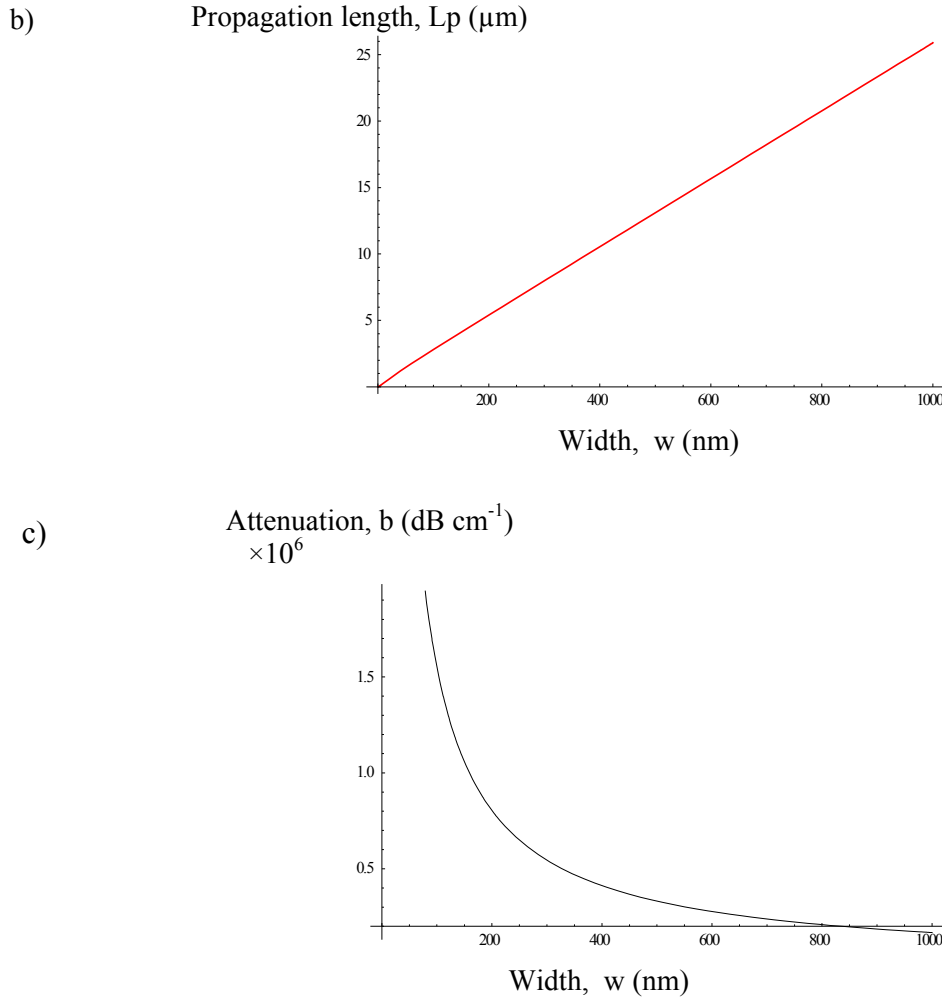 b)
Propagation length, Lp (µm)
25
20
15
10
5
200 400 600 800 1000
Width, w (nm)
c)
Attenuation, b (dB cm⁻¹)
×10⁶
1.5
1.0
0.5
200 400 600 800 1000
Width, w (nm)